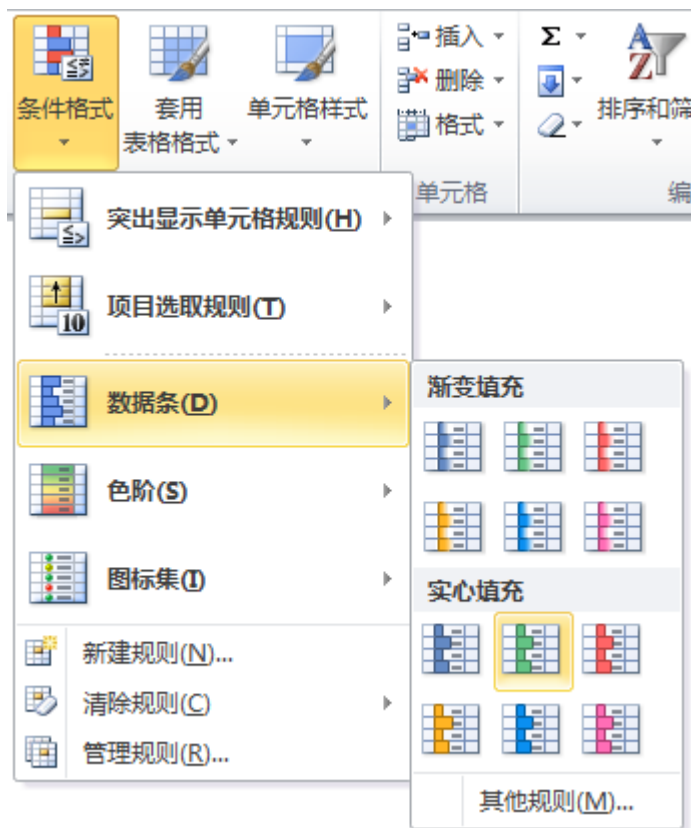 条件格式
套用
表格格式
单元格样式
插入
删除
格式
Σ
A
Z
排序和筛
单元格
编
突出显示单元格规则(H)
项目选取规则(T)
10
数据条(D)
色阶(S)
图标集(I)
新建规则(N)...
清除规则(C)
管理规则(R)...
渐变填充
实心填充
其他规则(M)...